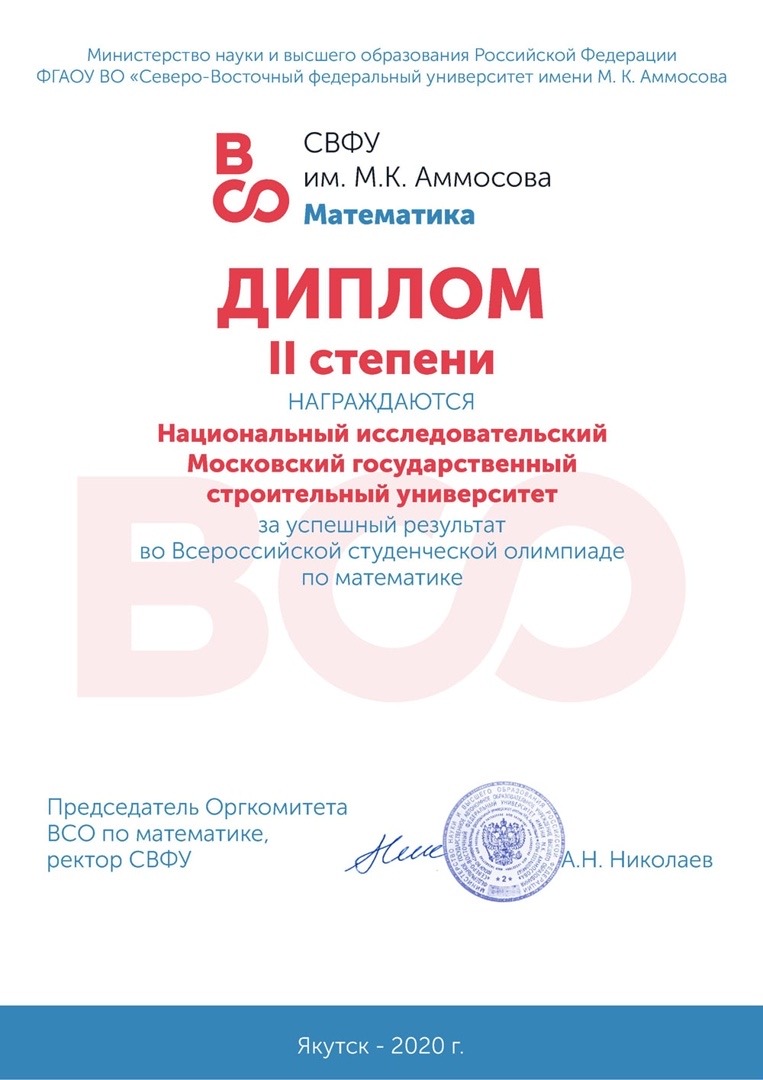 Министерство науки и высшего образования Российской Федерации
ФГАОУ ВО «Северо-Восточный федеральный университет имени М. К. Аммосова
ВСО
СВФУ
им. М.К. Аммосова
Математика
ДИПЛОМ
II степени
НАГРАЖДАЮТСЯ
Национальный исследовательский
Московский государственный
строительный университет
за успешный результат
во Всероссийской студенческой олимпиаде
по математике
ВСО
Председатель Оргкомитета
ВСО по математике,
ректор СВФУ
А.Н. Николаев
Якутск - 2020 г.